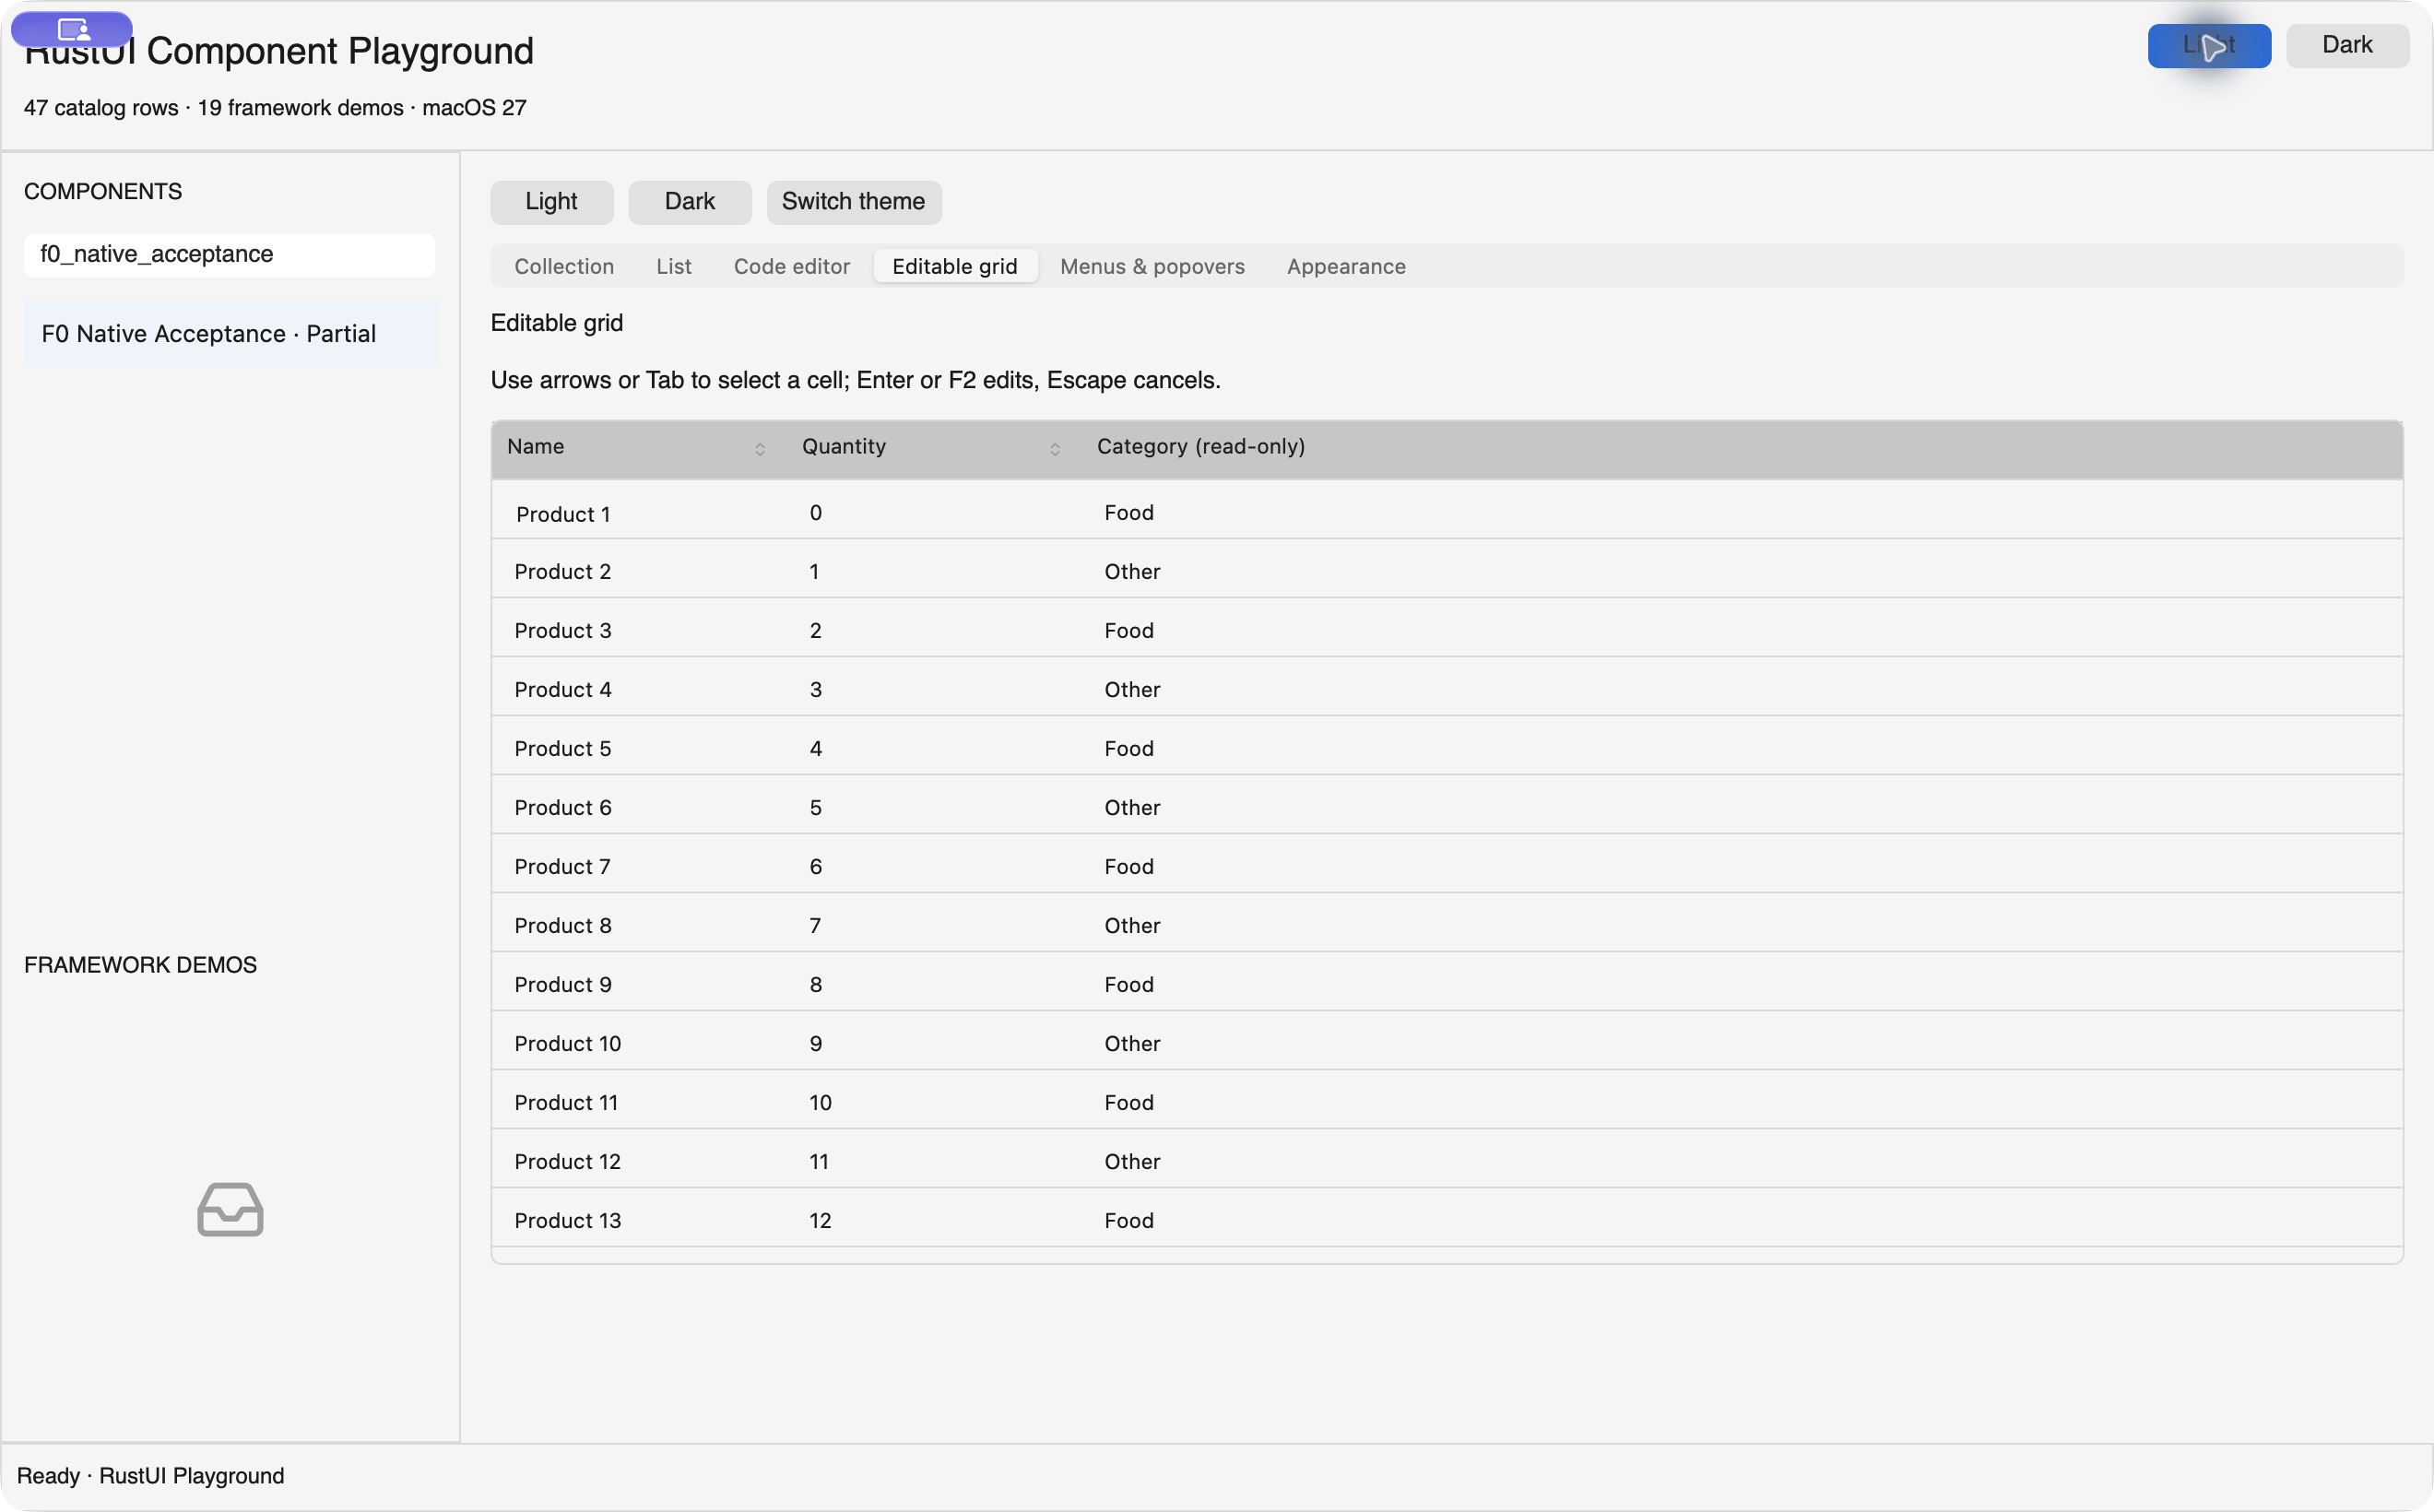 RustUI Component Playground
Light Dark
47 catalog rows · 19 framework demos · macOS 27
COMPONENTS
f0_native_acceptance
F0 Native Acceptance · Partial
FRAMEWORK DEMOS
Light Dark Switch theme
Collection List Code editor Editable grid Menus & popovers Appearance
Editable grid
Use arrows or Tab to select a cell; Enter or F2 edits, Escape cancels.
Name Quantity Category (read-only)
Product 1 0 Food
Product 2 1 Other
Product 3 2 Food
Product 4 3 Other
Product 5 4 Food
Product 6 5 Other
Product 7 6 Food
Product 8 7 Other
Product 9 8 Food
Product 10 9 Other
Product 11 10 Food
Product 12 11 Other
Product 13 12 Food
Ready · RustUI Playground